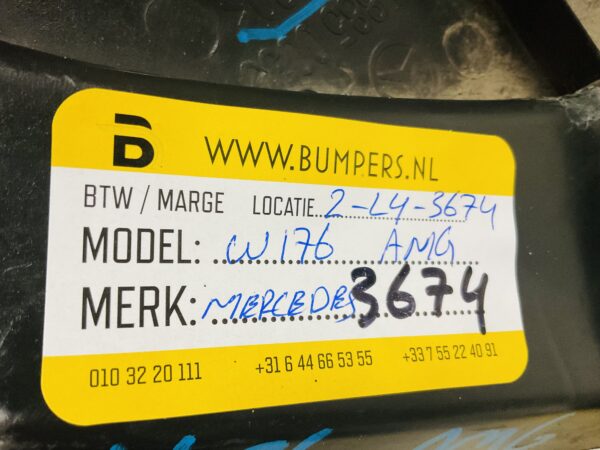 B WWW.BUMPERS.NL
BTW / MARGE LOCATIE 2-L4-3674
MODEL: W176 AMG
MERK: MERCEDES 3674
010 32 20 111 +31 6 44 66 53 55 +33 7 55 22 40 91
AMG